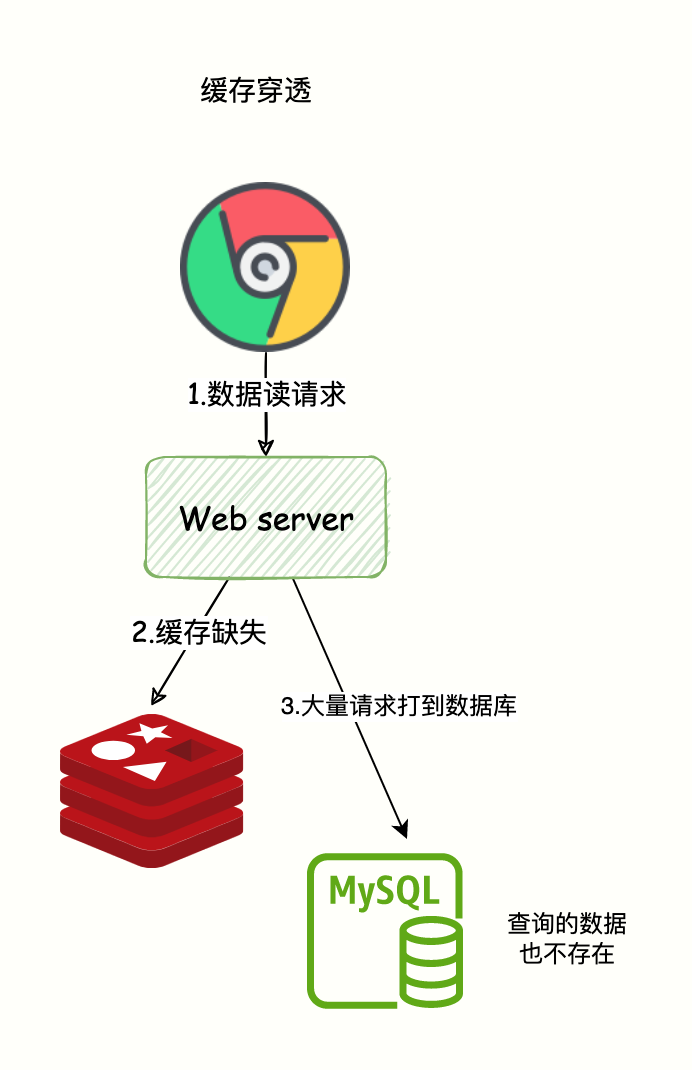 缓存穿透
1.数据读请求
Web server
2.缓存缺失
3.大量请求打到数据库
MySQL
查询的数据
也不存在